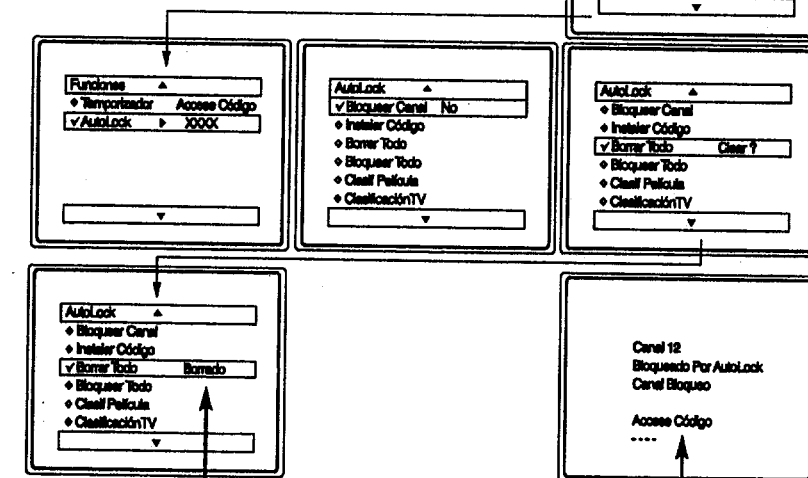 Funciones
Temporizador Accese Código
AutoLock XXXX
AutoLock
Bloquear Canal No
Instalar Código
Borrar Todo
Bloquear Todo
Clasif Película
ClasificaciónTV
AutoLock
Bloquear Canal
Instalar Código
Borrar Todo Clear ?
Bloquear Todo
Clasif Película
ClasificaciónTV
AutoLock
Bloquear Canal
Instalar Código
Borrar Todo Borrado
Bloquear Todo
Clasif Película
ClasificaciónTV
Canal 12
Bloqueado Por AutoLock
Canal Bloqueo
Accese Código
----